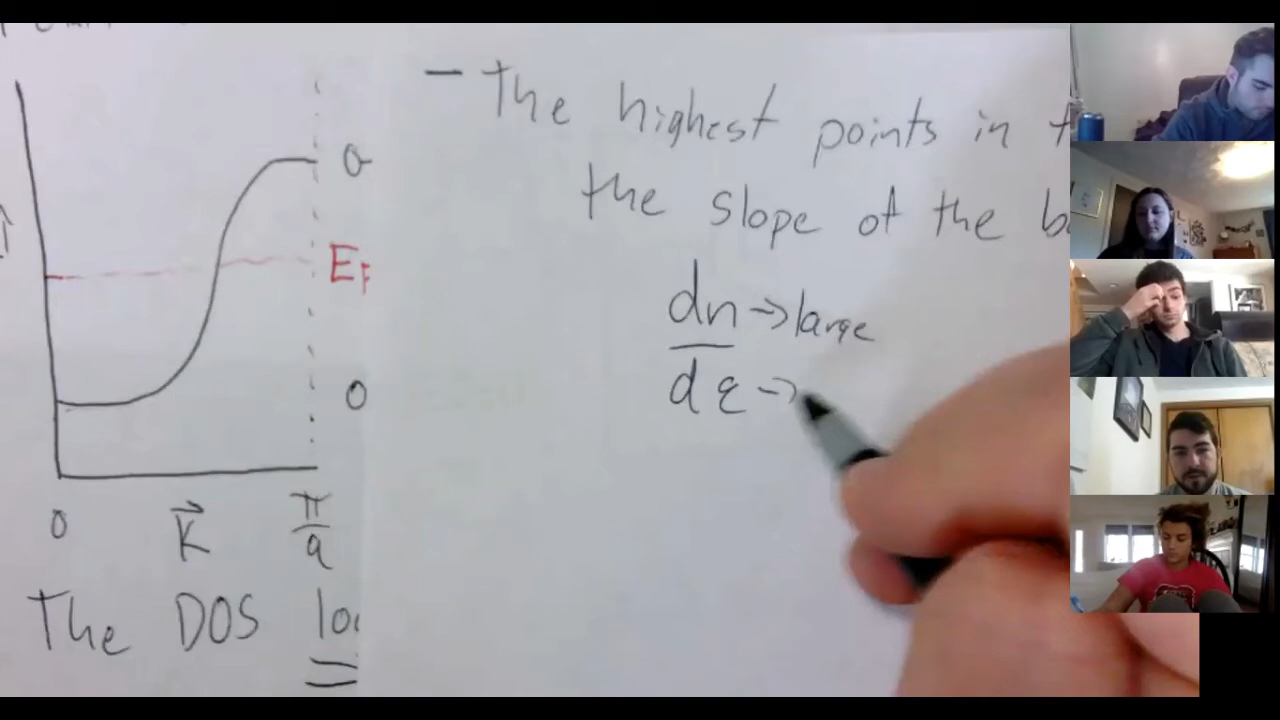 0
E
0
0
K
π
a
The DOS
- The highest points in
the slope of the
dn → large
dε →